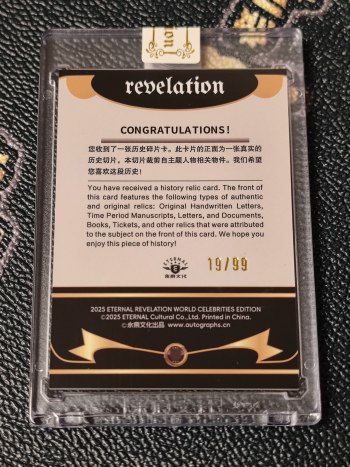 revelation
CONGRATULATIONS!
您收到了一张历史碎片卡。此卡片的正面为一张真实的
历史切片，本切片裁剪自主题人物相关物件。我们希望
您喜欢这段历史！
You have received a history relic card. The front of
this card features the following types of authentic
and original relics: Original Handwritten Letters,
Time Period Manuscripts, Letters, and Documents,
Books, Tickets, and other relics that were attributed
to the subject on the front of this card. We hope you
enjoy this piece of history!
19/99
ETERNAL
E
永恒文化
2025 ETERNAL REVELATION WORLD CELEBRITIES EDITION
©2025 ETERNAL Cultural Co.,Ltd. Printed in China.
©永恒文化出品 www.autographs.cn